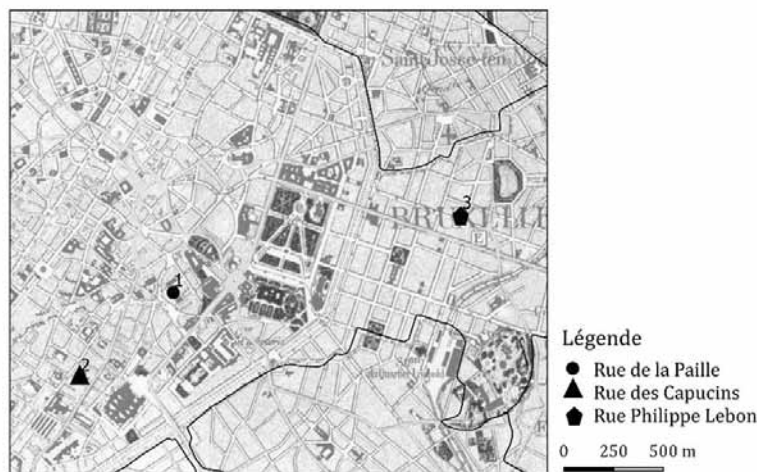 Saint Josse ten
3
BRUXELLE
E
1
2
Légende
Rue de la Paille
Rue des Capucins
Rue Philippe Lebon
0 250 500 m